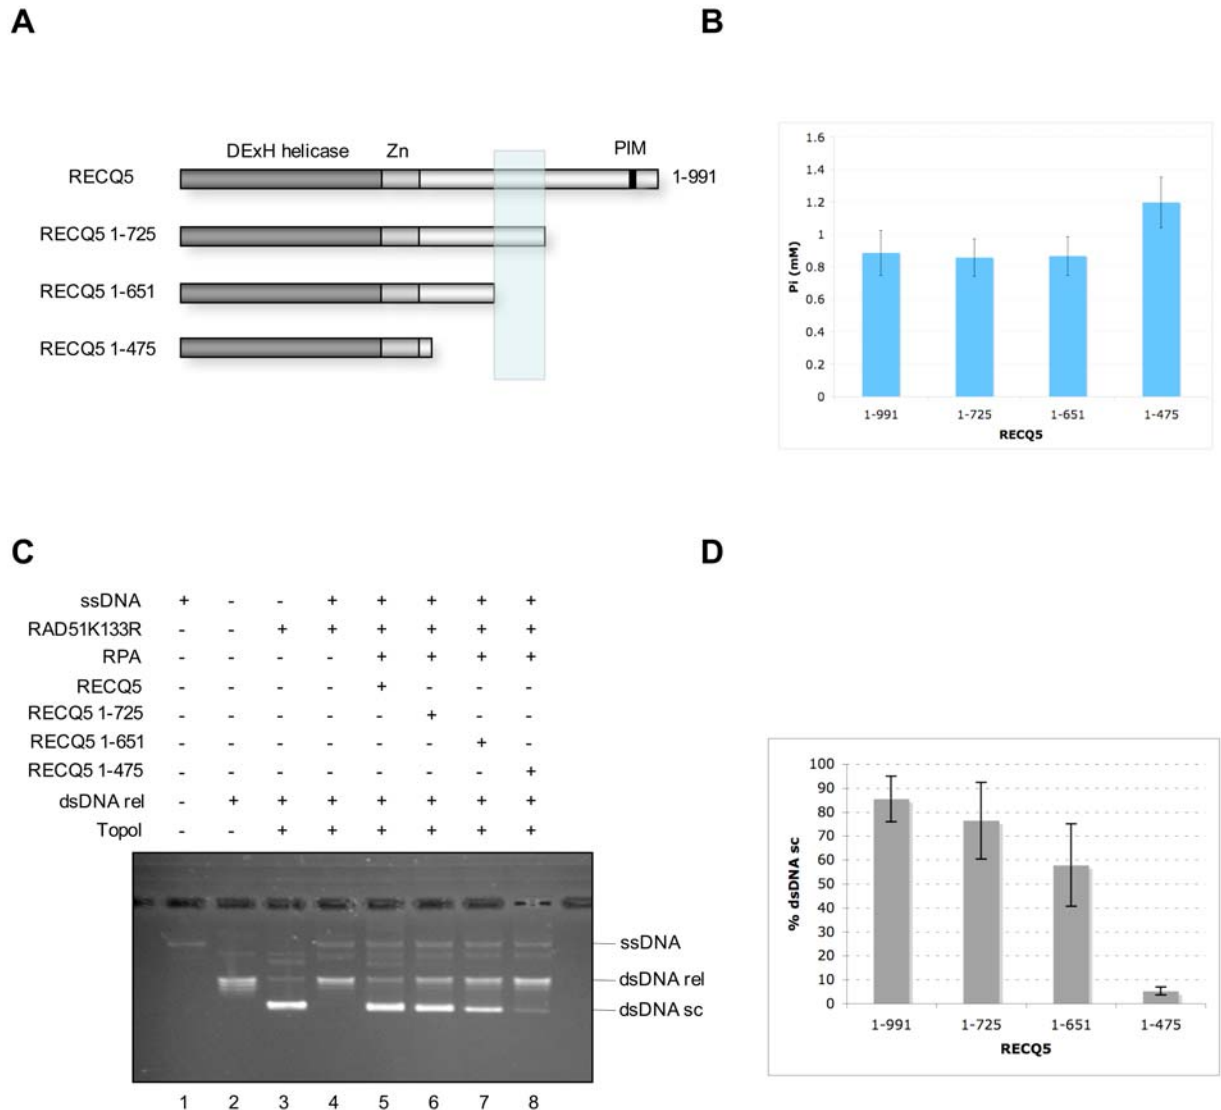 A
B
DExH helicase Zn PIM
RECQ5 1-991
RECQ5 1-725
RECQ5 1-651
RECQ5 1-475
1.6
1.4
1.2
1
0.8
0.6
0.4
0.2
0
Pi (mM)
1-991 1-725 1-651 1-475
RECQ5
C
D
ssDNA + - - + + + + +
RAD51K133R - - + + + + + +
RPA - - - - + + + +
RECQ5 - - - - + - - -
RECQ5 1-725 - - - - - + - -
RECQ5 1-651 - - - - - - + -
RECQ5 1-475 - - - - - - - +
dsDNA rel - + + + + + + +
TopoI - - + + + + + +
ssDNA
dsDNA rel
dsDNA sc
1 2 3 4 5 6 7 8
100
90
80
70
60
50
40
30
20
10
0
% dsDNA sc
1-991 1-725 1-651 1-475
RECQ5